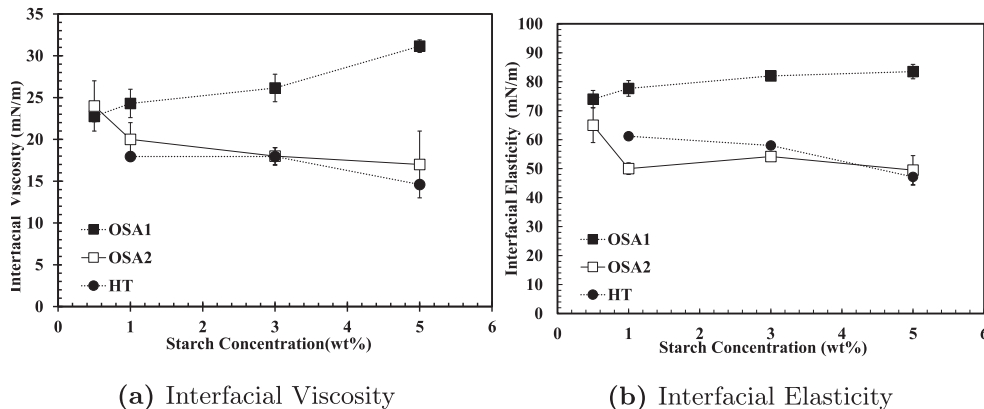 35
30
25
20
15
10
5
0
Interfacial Viscosity (mN/m)
OSA1
OSA2
HT
0 1 2 3 4 5 6
Starch Concentration(wt%)
(a) Interfacial Viscosity
100
90
80
70
60
50
40
30
20
10
0
Interfacial Elasticity (mN/m)
OSA1
OSA2
HT
0 1 2 3 4 5 6
Starch Concentration (wt%)
(b) Interfacial Elasticity